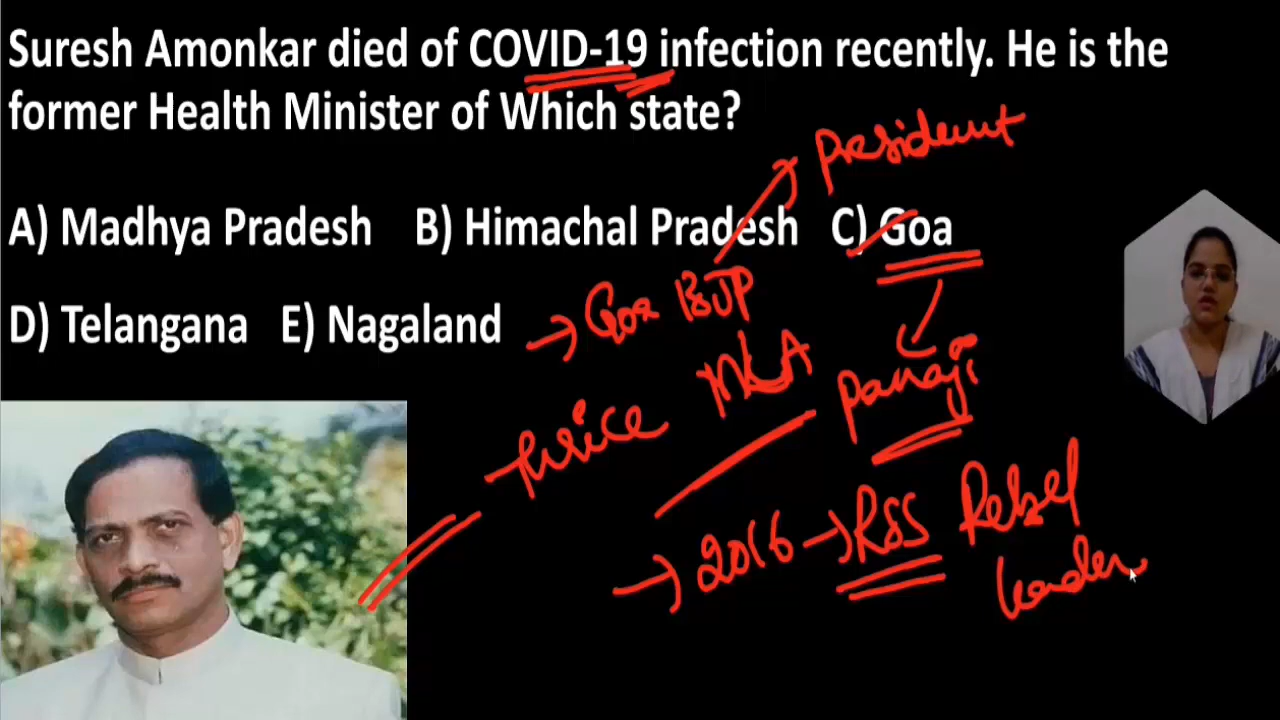 Suresh Amonkar died of COVID-19 infection recently. He is the
former Health Minister of Which state?
President
A) Madhya Pradesh B) Himachal Pradesh C) Goa
D) Telangana E) Nagaland
→ Goa BJP
thrice MLA
Panaji
→ 2016 → RSS Rebel
leader